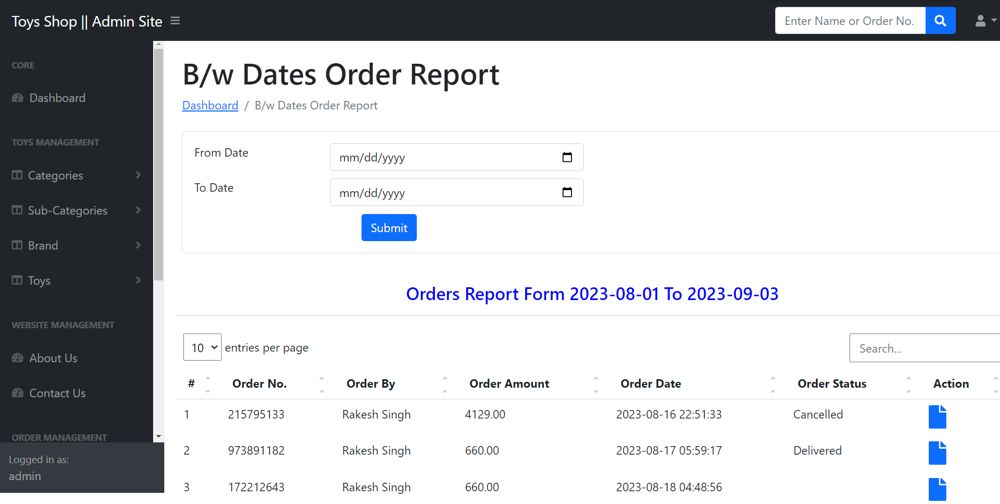 Toys Shop || Admin Site
Enter Name or Order No.
CORE
Dashboard
TOYS MANAGEMENT
Categories
Sub-Categories
Brand
Toys
WEBSITE MANAGEMENT
About Us
Contact Us
ORDER MANAGEMENT
Logged in as:
admin
B/w Dates Order Report
Dashboard / B/w Dates Order Report
From Date mm/dd/yyyy
To Date mm/dd/yyyy
Submit
Orders Report Form 2023-08-01 To 2023-09-03
10 entries per page Search...
# Order No. Order By Order Amount Order Date Order Status Action
1 215795133 Rakesh Singh 4129.00 2023-08-16 22:51:33 Cancelled
2 973891182 Rakesh Singh 660.00 2023-08-17 05:59:17 Delivered
3 172212643 Rakesh Singh 660.00 2023-08-18 04:48:56